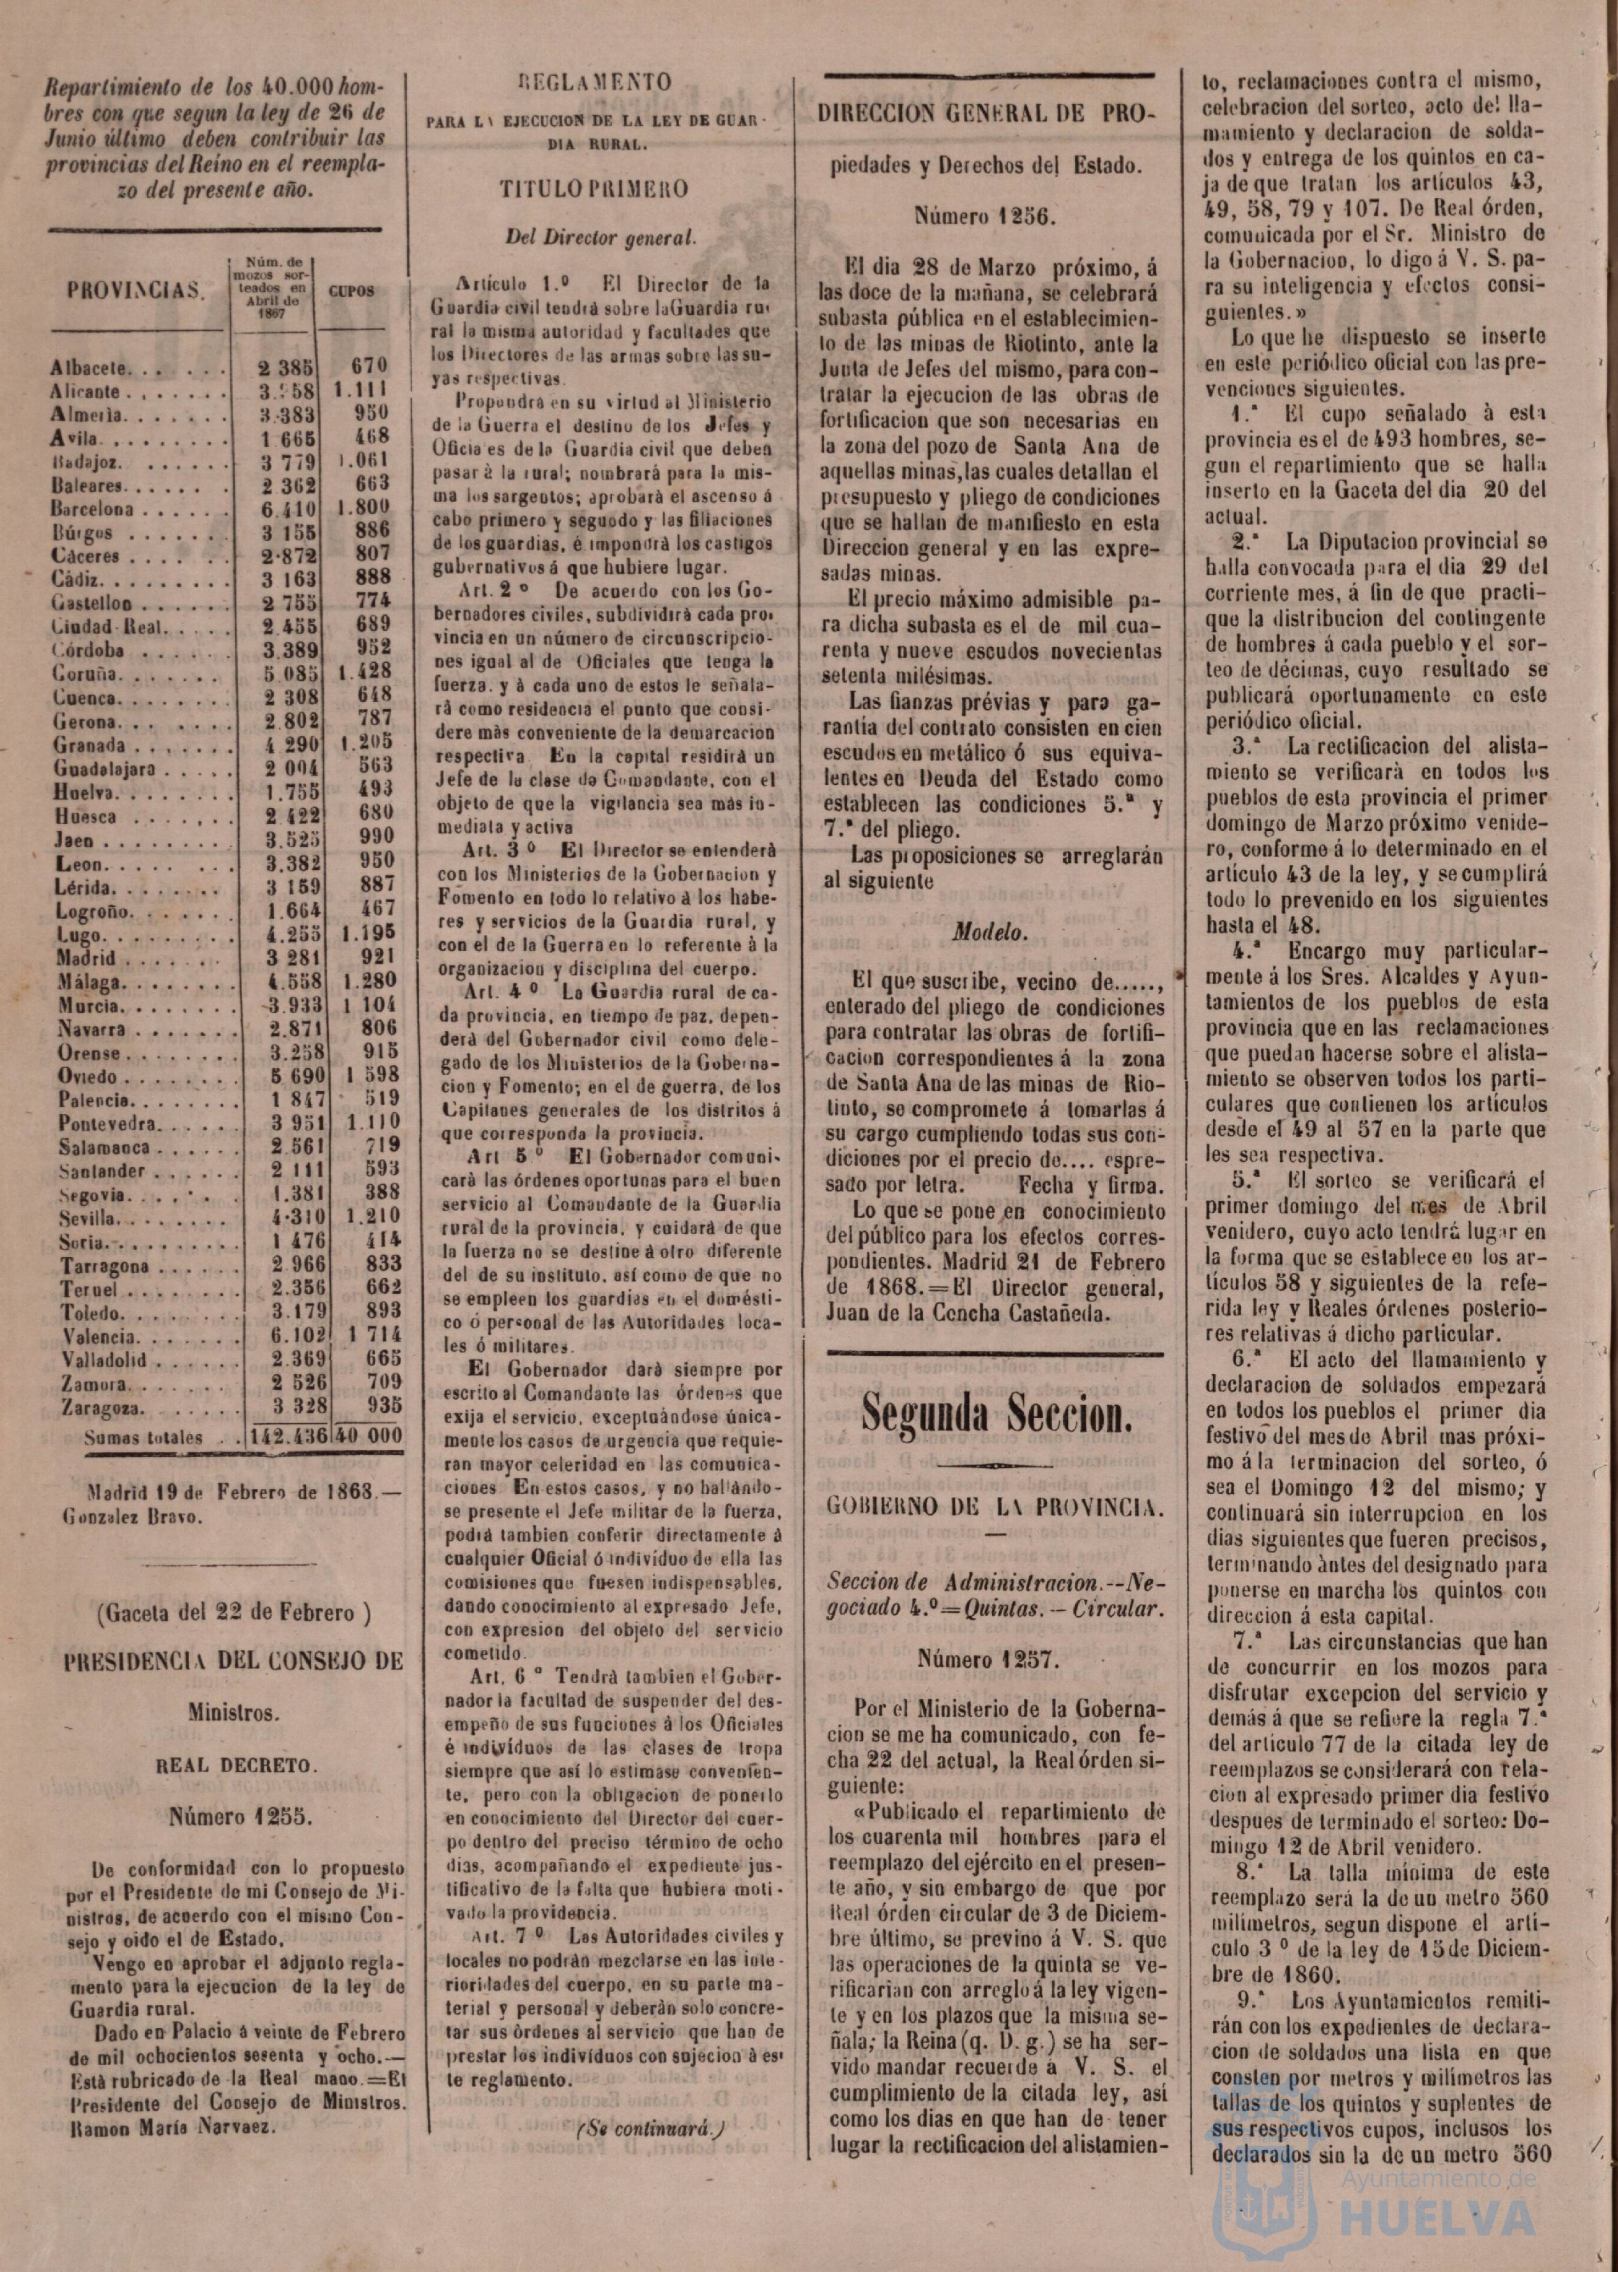 Repartimiento de los 40.000 hom-
bres con que segun la ley de 26 de
Junio último deben contribuir las
provincias del Reino en el reempla-
zo del presente año.
PROVINCIAS.
Núm. de
mozos sor-
teados en
Abril de
1867
CUPOS
Albacete. . . . . . . 2 385 670
Alicante . . . . . . . 3. 58 1.111
Almeria. . . . . . . 3.383 950
Avila. . . . . . . . . 1 665 468
Badajoz. . . . . . . 3 779 1.061
Baleares. . . . . . . 2.362 663
Barcelona . . . . . . 6.410 1.800
Búrgos . . . . . . . 3 155 886
Cáceres . . . . . . . 2.872 807
Cádiz. . . . . . . . . 3 163 888
Castellon . . . . . . 2 755 774
Ciudad-Real. . . . . 2.455 689
Córdoba . . . . . . 3.389 952
Coruña. . . . . . . 5 085 1.428
Cuenca. . . . . . . . 2 308 648
Gerona. . . . . . . . 2.802 787
Granada . . . . . . . 4 290 1.205
Guadalajara . . . . . 2 004 563
Huelva. . . . . . . . 1.755 493
Huesca . . . . . . . 2.422 680
Jaen . . . . . . . . . 3.525 990
Leon. . . . . . . . . 3.382 950
Lérida. . . . . . . . 3 159 887
Logroño. . . . . . . 1.664 467
Lugo. . . . . . . . . 4.255 1.195
Madrid . . . . . . . 3 281 921
Málaga. . . . . . . . 4.558 1.280
Murcia. . . . . . . . 3.933 1 104
Navarra . . . . . . . 2.871 806
Orense. . . . . . . . 3.258 915
Oviedo . . . . . . . . 5 690 1 598
Palencia. . . . . . . . 1 847 519
Pontevedra. . . . . . 3 951 1.110
Salamanca . . . . . . 2.561 719
Santander . . . . . . 2 111 593
Segovia. . . . . . . . 1.381 388
Sevilla. . . . . . . . 4.310 1.210
Soria. . . . . . . . . 1 476 414
Tarragona . . . . . . 2.966 833
Teruel . . . . . . . . 2.356 662
Toledo. . . . . . . . 3.179 893
Valencia. . . . . . . 6.102 1 714
Valladolid . . . . . . 2.369 665
Zamora. . . . . . . 2 526 709
Zaragoza. . . . . . . 3 328 935
Sumas totales . . 142.436 40 000
Madrid 19 de Febrero de 1868.—
Gonzalez Bravo.
(Gaceta del 22 de Febrero )
PRESIDENCIA DEL CONSEJO DE
Ministros.
REAL DECRETO.
Número 1255.
De conformidad con lo propuesto
por el Presidente de mi Consejo de Mi-
nistros, de acuerdo con el mismo Con-
sejo y oido el de Estado,
Vengo en aprobar el adjunto regla-
mento para la ejecucion de la ley de
Guardia rural.
Dado en Palacio á veinte de Febrero
de mil ochocientos sesenta y ocho.—
Está rubricado de la Real mano.=El
Presidente del Consejo de Ministros.
Ramon María Narvaez.
REGLAMENTO
PARA LA EJECUCION DE LA LEY DE GUAR-
DIA RURAL.
TITULO PRIMERO
Del Director general.
Artículo 1.º El Director de la
Guardia civil tendrá sobre la Guardia ru-
ral la misma autoridad y facultades que
los Directores de las armas sobre las su-
yas respectivas.
Propondrá en su virtud al Ministerio
de la Guerra el destino de los Jefes y
Oficiales de la Guardia civil que deben
pasar á la rural; nombrará para la mis-
ma los sargentos; aprobará el ascenso á
cabo primero y segundo y las filiaciones
de los guardias, é impondrá los castigos
gubernativos á que hubiere lugar.
Art. 2º De acuerdo con los Go-
bernadores civiles, subdividirá cada pro-
vincia en un número de circunscripcio-
nes igual al de Oficiales que tenga la
fuerza. y á cada uno de estos le señala-
rá como residencia el punto que consi-
dere más conveniente de la demarcacion
respectiva. En la capital residirá un
Jefe de la clase de Comandante, con el
objeto de que la vigilancia sea más in-
mediata y activa
Art. 3º El Director se entenderá
con los Ministerios de la Gobernacion y
Fomento en todo lo relativo á los habe-
res y servicios de la Guardia rural, y
con el de la Guerra en lo referente á la
organizacion y disciplina del cuerpo.
Art. 4º La Guardia rural de ca-
da provincia, en tiempo de paz, depen-
derá del Gobernador civil como dele-
gado de los Ministerios de la Goberna-
cion y Fomento; en el de guerra, de los
Capitanes generales de los distritos á
que corresponda la provincia.
Art 5º El Gobernador comuni-
cará las órdenes oportunas para el buen
servicio al Comandante de la Guardia
rural de la provincia, y cuidará de que
la fuerza no se destine á otro diferente
del de su instituto, así como de que no
se empleen los guardias en el domésti-
co ó personal de las Autoridades loca-
les ó militares.
El Gobernador dará siempre por
escrito al Comandante las órdenes que
exija el servicio, exceptuándose única-
mente los casos de urgencia que requie-
ran mayor celeridad en las comunica-
ciones. En estos casos, y no hallándo-
se presente el Jefe militar de la fuerza,
podrá tambien conferir directamente á
cualquier Oficial ó individuo de ella las
comisiones que fuesen indispensables,
dando conocimiento al expresado Jefe,
con expresion del objeto del servicio
cometido.
Art. 6º Tendrá tambien el Gober-
nador la facultad de suspender del des-
empeño de sus funciones á los Oficiales
é individuos de las clases de tropa
siempre que así lo estimase convenien-
te, pero con la obligacion de ponerlo
en conocimiento del Director del cuer-
po dentro del preciso término de ocho
dias, acompañando el expediente jus-
tificativo de la falta que hubiera moti-
vado la providencia.
Art. 7º Las Autoridades civiles y
locales no podrán mezclarse en las inte-
rioridades del cuerpo, en su parte ma-
terial y personal y deberán solo concre-
tar sus órdenes al servicio que han de
prestar los individuos con sujecion á es-
te reglamento.
(Se continuará.)
DIRECCION GENERAL DE PRO-
piedades y Derechos del Estado.
Número 1256.
El dia 28 de Marzo próximo, á
las doce de la mañana, se celebrará
subasta pública en el establecimien-
to de las minas de Riotinto, ante la
Junta de Jefes del mismo, para con-
tratar la ejecucion de las obras de
fortificacion que son necesarias en
la zona del pozo de Santa Ana de
aquellas minas, las cuales detallan el
presupuesto y pliego de condiciones
que se hallan de manifiesto en esta
Direccion general y en las expre-
sadas minas.
El precio máximo admisible pa-
ra dicha subasta es el de mil cua-
renta y nueve escudos novecientas
setenta milésimas.
Las fianzas prévias y para ga-
rantía del contrato consisten en cien
escudos en metálico ó sus equiva-
lentes en Deuda del Estado como
establecen las condiciones 5.ª y
7.ª del pliego.
Las proposiciones se arreglarán
al siguiente
Modelo.
El que suscribe, vecino de.....,
enterado del pliego de condiciones
para contratar las obras de fortifi-
cacion correspondientes á la zona
de Santa Ana de las minas de Rio-
tinto, se compromete á tomarlas á
su cargo cumpliendo todas sus con-
diciones por el precio de.... espre-
sado por letra. Fecha y firma.
Lo que se pone en conocimiento
del público para los efectos corres-
pondientes. Madrid 21 de Febrero
de 1868.=El Director general,
Juan de la Concha Castañeda.
Segunda Seccion.
GOBIERNO DE LA PROVINCIA.
Seccion de Administracion.--Ne-
gociado 4.º=Quintas.—Circular.
Número 1257.
Por el Ministerio de la Goberna-
cion se me ha comunicado, con fe-
cha 22 del actual, la Real órden si-
guiente:
«Publicado el repartimiento de
los cuarenta mil hombres para el
reemplazo del ejército en el presen-
te año, y sin embargo de que por
Real órden circular de 3 de Diciem-
bre último, se previno á V. S. que
las operaciones de la quinta se ve-
rificarian con arreglo á la ley vigen-
te y en los plazos que la misma se-
ñala; la Reina (q. D. g.) se ha ser-
vido mandar recuerde á V. S. el
cumplimiento de la citada ley, así
como los dias en que han de tener
lugar la rectificacion del alistamien-
to, reclamaciones contra el mismo,
celebracion del sorteo, acto del lla-
mamiento y declaracion de solda-
dos y entrega de los quintos en ca-
ja de que tratan los artículos 43,
49, 58, 79 y 107. De Real órden,
comunicada por el Sr. Ministro de
la Gobernacion, lo digo á V. S. pa-
ra su inteligencia y efectos consi-
guientes.»
Lo que he dispuesto se inserte
en este periódico oficial con las pre-
venciones siguientes.
1.ª El cupo señalado á esta
provincia es el de 493 hombres, se-
gun el repartimiento que se halla
inserto en la Gaceta del dia 20 del
actual.
2.ª La Diputacion provincial se
halla convocada para el dia 29 del
corriente mes, á fin de que practi-
que la distribucion del contingente
de hombres á cada pueblo y el sor-
teo de décimas, cuyo resultado se
publicará oportunamente en este
periódico oficial.
3.ª La rectificacion del alista-
miento se verificará en todos los
pueblos de esta provincia el primer
domingo de Marzo próximo venide-
ro, conforme á lo determinado en el
artículo 43 de la ley, y se cumplirá
todo lo prevenido en los siguientes
hasta el 48.
4.ª Encargo muy particular-
mente á los Sres. Alcaldes y Ayun-
tamientos de los pueblos de esta
provincia que en las reclamaciones
que puedan hacerse sobre el alista-
miento se observen todos los parti-
culares que contienen los artículos
desde el 49 al 57 en la parte que
les sea respectiva.
5.ª El sorteo se verificará el
primer domingo del mes de Abril
venidero, cuyo acto tendrá lugar en
la forma que se establece en los ar-
tículos 58 y siguientes de la refe-
rida ley y Reales órdenes posterio-
res relativas á dicho particular.
6.ª El acto del llamamiento y
declaracion de soldados empezará
en todos los pueblos el primer dia
festivo del mes de Abril mas próxi-
mo á la terminacion del sorteo, ó
sea el Domingo 12 del mismo; y
continuará sin interrupcion en los
dias siguientes que fueren precisos,
terminando ántes del designado para
ponerse en marcha los quintos con
direccion á esta capital.
7.ª Las circunstancias que han
de concurrir en los mozos para
disfrutar excepcion del servicio y
demás á que se refiere la regla 7.ª
del artículo 77 de la citada ley de
reemplazos se considerará con rela-
cion al expresado primer dia festivo
despues de terminado el sorteo: Do-
mingo 12 de Abril venidero.
8.ª La talla mínima de este
reemplazo será la de un metro 560
milímetros, segun dispone el artí-
culo 3º de la ley de 15 de Diciem-
bre de 1860.
9.ª Los Ayuntamientos remiti-
rán con los expedientes de declara-
cion de soldados una lista en que
consten por metros y milímetros las
tallas de los quintos y suplentes de
sus respectivos cupos, inclusos los
declarados sin la de un metro 560
Ayuntamiento de
HUELVA